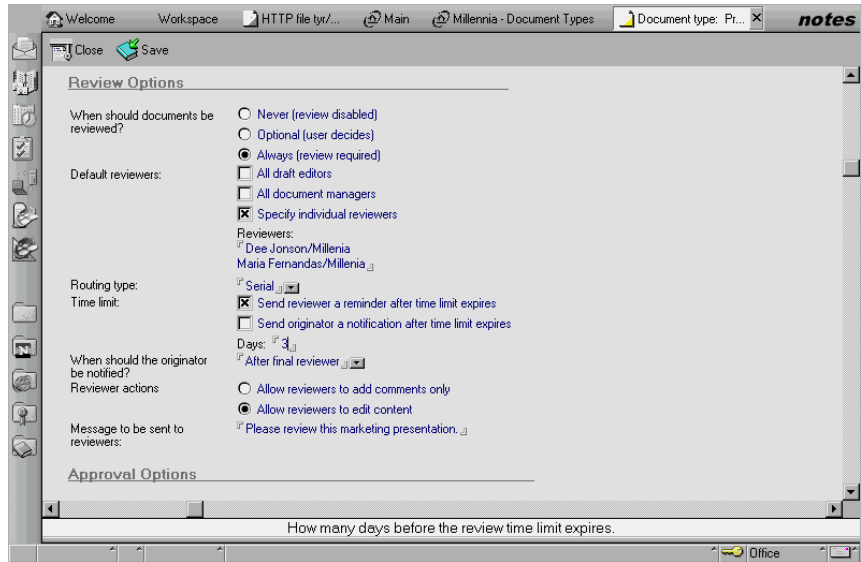 Welcome Workspace HTTP file tyr/... Main Millennia - Document Types Document type: Pr... notes
Close Save
Review Options
When should documents be reviewed?
Never (review disabled)
Optional (user decides)
Always (review required)
Default reviewers:
All draft editors
All document managers
Specify individual reviewers
Reviewers:
Dee Jonson/Millenia
Maria Fernandas/Millenia
Routing type: Serial
Time limit: Send reviewer a reminder after time limit expires
Send originator a notification after time limit expires
Days: 3
When should the originator be notified?
After final reviewer
Reviewer actions
Allow reviewers to add comments only
Allow reviewers to edit content
Message to be sent to reviewers:
Please review this marketing presentation.
Approval Options
How many days before the review time limit expires.
Office